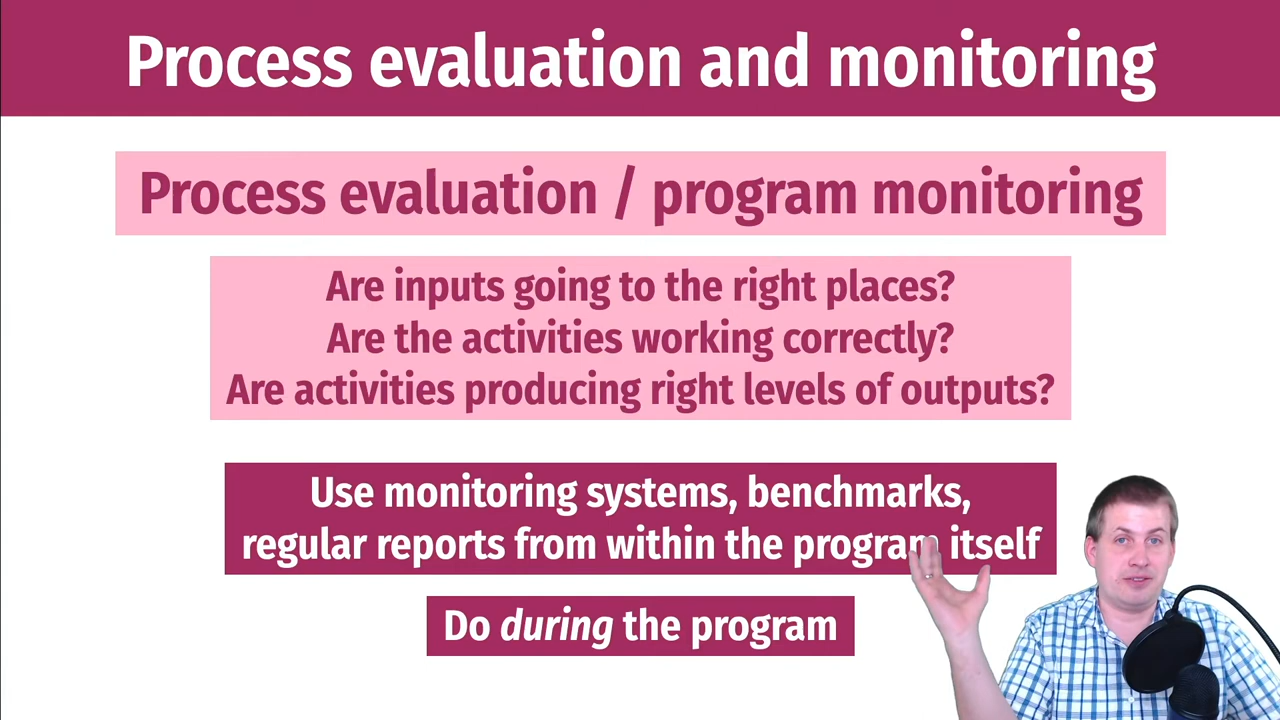 Process evaluation and monitoring
Process evaluation / program monitoring
Are inputs going to the right places?
Are the activities working correctly?
Are activities producing right levels of outputs?
Use monitoring systems, benchmarks,
regular reports from within the program itself
Do during the program